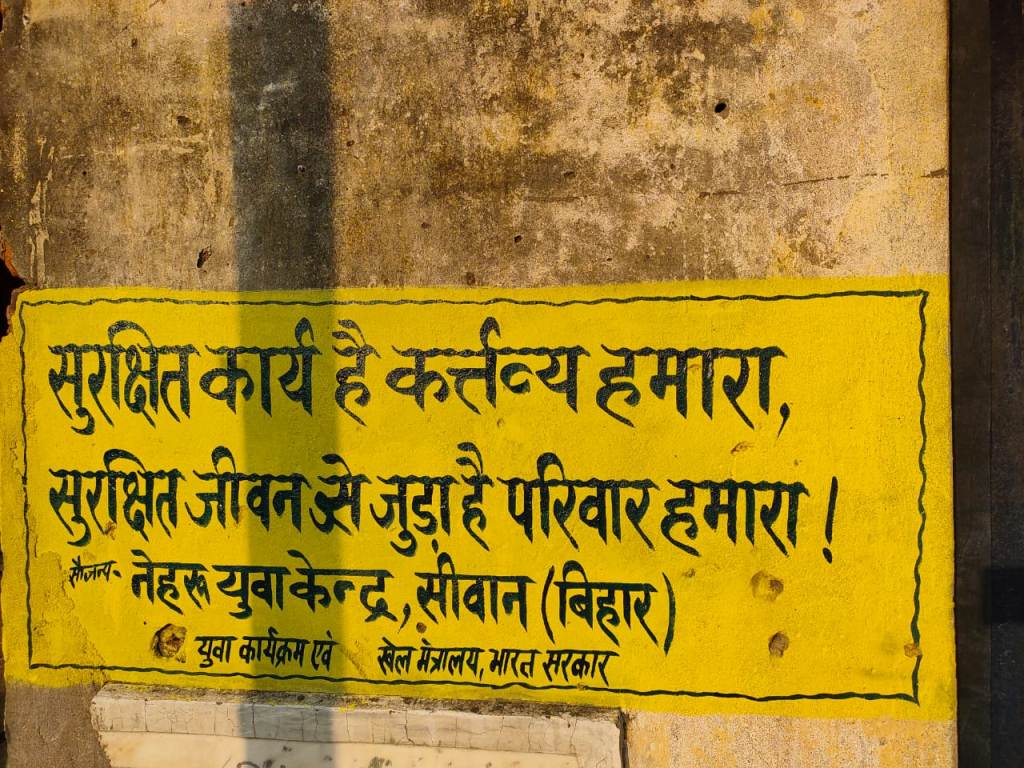 सुरक्षित कार्य है कर्त्तव्य हमारा,
सुरक्षित जीवन से जुड़ा है परिवार हमारा !
सौजन्य- नेहरू युवा केन्द्र, सीवान (बिहार)
युवा कार्यक्रम एवं खेल मंत्रालय, भारत सरकार